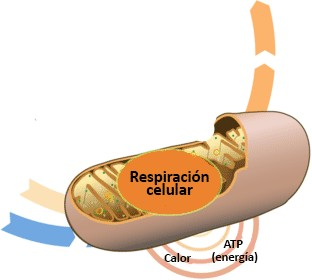 Respiración
celular
Calor
ATP
(energía)